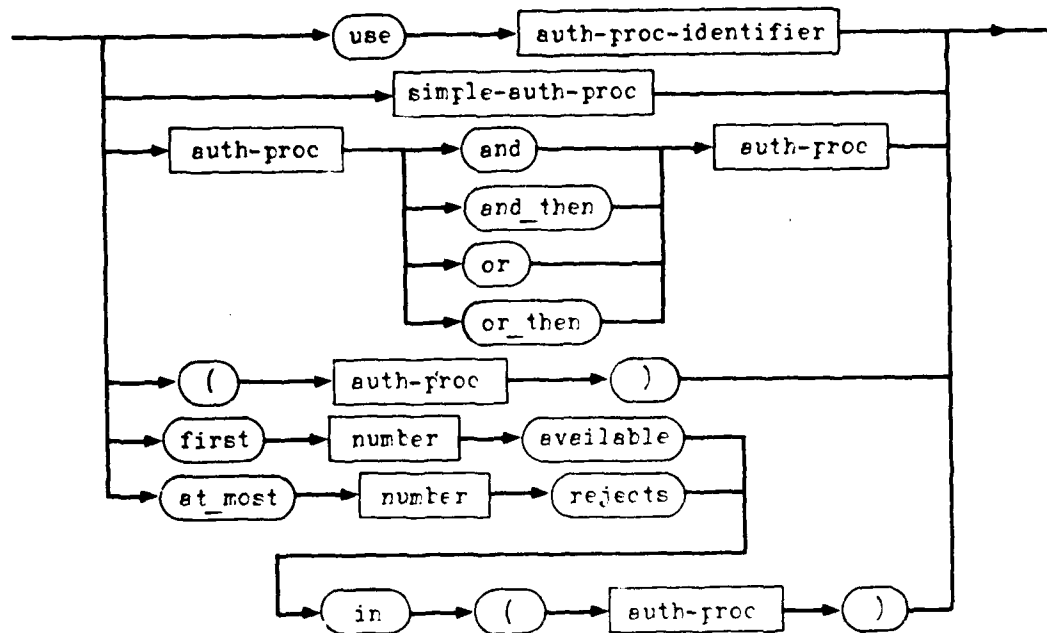 use auth-proc-identifier
simple-auth-proc
auth-proc and auth-proc
and_then
or
or_then
( auth-proc )
first number available
at_most number rejects
in ( auth-proc )